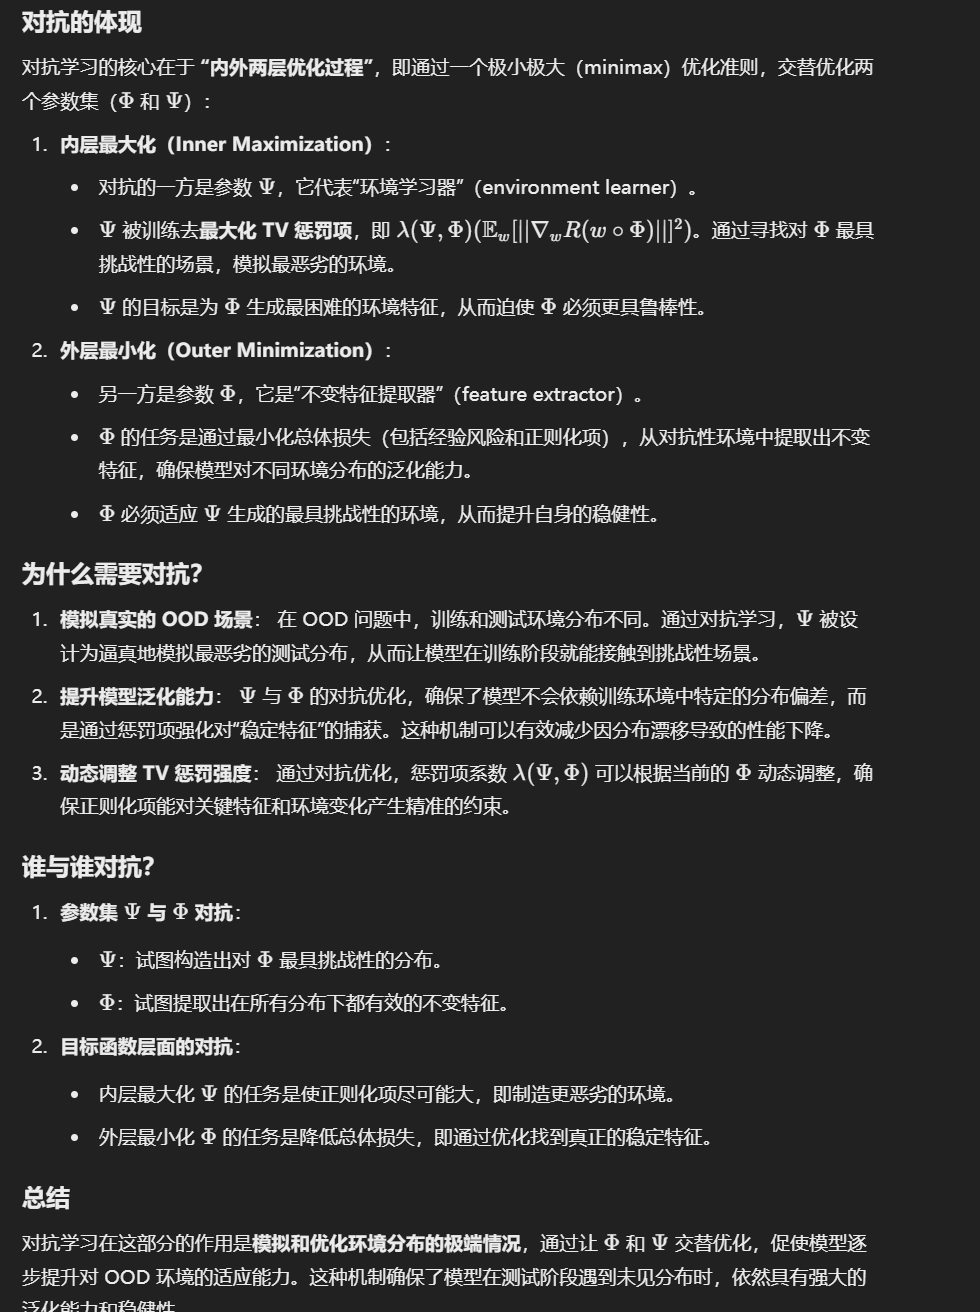 对抗的体现
对抗学习的核心在于 “内外两层优化过程”，即通过一个极小极大（minimax）优化准则，交替优化两
个参数集（Φ 和 Ψ）：
1. 内层最大化（Inner Maximization）：
• 对抗的一方是参数 Ψ，它代表“环境学习器”（environment learner）。
• Ψ 被训练去最大化 TV 惩罚项，即 λ(Ψ, Φ)(𝔼_w[||∇_w R(w ∘ Φ)||]²)。通过寻找对 Φ 最具
挑战性的场景，模拟最恶劣的环境。
• Ψ 的目标是为 Φ 生成最困难的环境特征，从而迫使 Φ 必须更具鲁棒性。
2. 外层最小化（Outer Minimization）：
• 另一方是参数 Φ，它是“不变特征提取器”（feature extractor）。
• Φ 的任务是通过最小化总体损失（包括经验风险和正则化项），从对抗性环境中提取出不变
特征，确保模型对不同环境分布的泛化能力。
• Φ 必须适应 Ψ 生成的最具挑战性的环境，从而提升自身的稳健性。
为什么需要对抗？
1. 模拟真实的 OOD 场景： 在 OOD 问题中，训练和测试环境分布不同。通过对抗学习，Ψ 被设
计为逼真地模拟最恶劣的测试分布，从而让模型在训练阶段就能接触到挑战性场景。
2. 提升模型泛化能力： Ψ 与 Φ 的对抗优化，确保了模型不会依赖训练环境中特定的分布偏差，而
是通过惩罚项强化对“稳定特征”的捕获。这种机制可以有效减少因分布漂移导致的性能下降。
3. 动态调整 TV 惩罚强度： 通过对抗优化，惩罚项系数 λ(Ψ, Φ) 可以根据当前的 Φ 动态调整，确
保正则化项能对关键特征和环境变化产生精准的约束。
谁与谁对抗？
1. 参数集 Ψ 与 Φ 对抗：
• Ψ：试图构造出对 Φ 最具挑战性的分布。
• Φ：试图提取出在所有分布下都有效的不变特征。
2. 目标函数层面的对抗：
• 内层最大化 Ψ 的任务是使正则化项尽可能大，即制造更恶劣的环境。
• 外层最小化 Φ 的任务是降低总体损失，即通过优化找到真正的稳定特征。
总结
对抗学习在这部分的作用是模拟和优化环境分布的极端情况，通过让 Φ 和 Ψ 交替优化，促使模型逐
步提升对 OOD 环境的适应能力。这种机制确保了模型在测试阶段遇到未见分布时，依然具有强大的
泛化能力和稳健性。